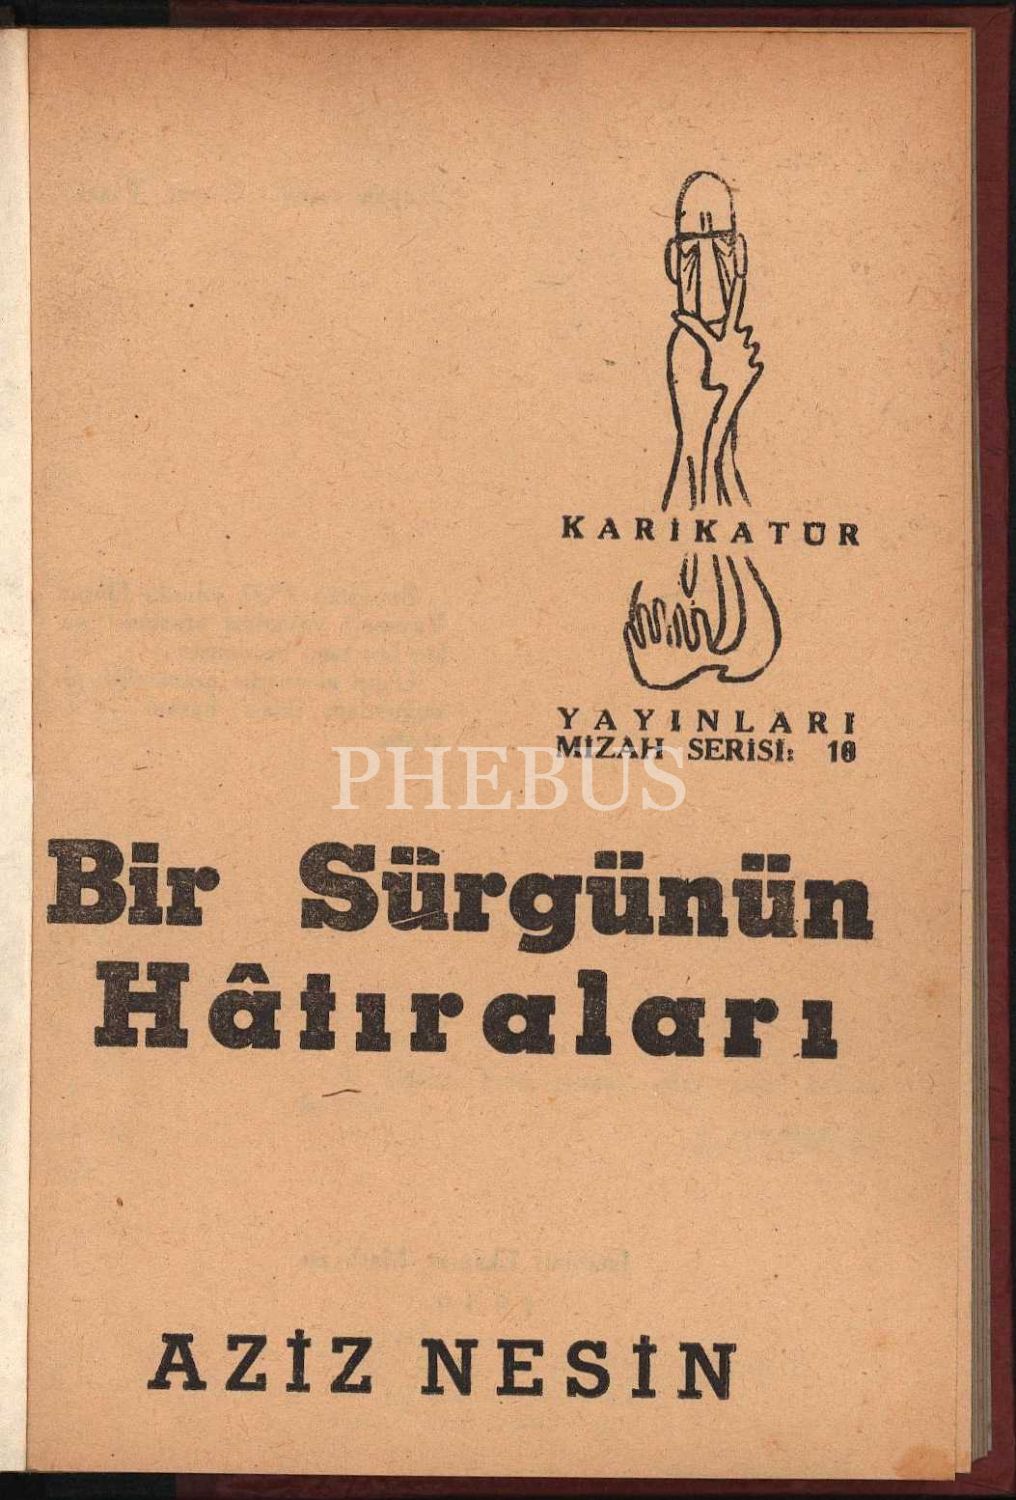 KARİKATÜR
YAYINLARI
MİZAH SERİSİ: 10
PHEBUS
Bir Sürgünün
Hâtıraları
AZİZ NESİN